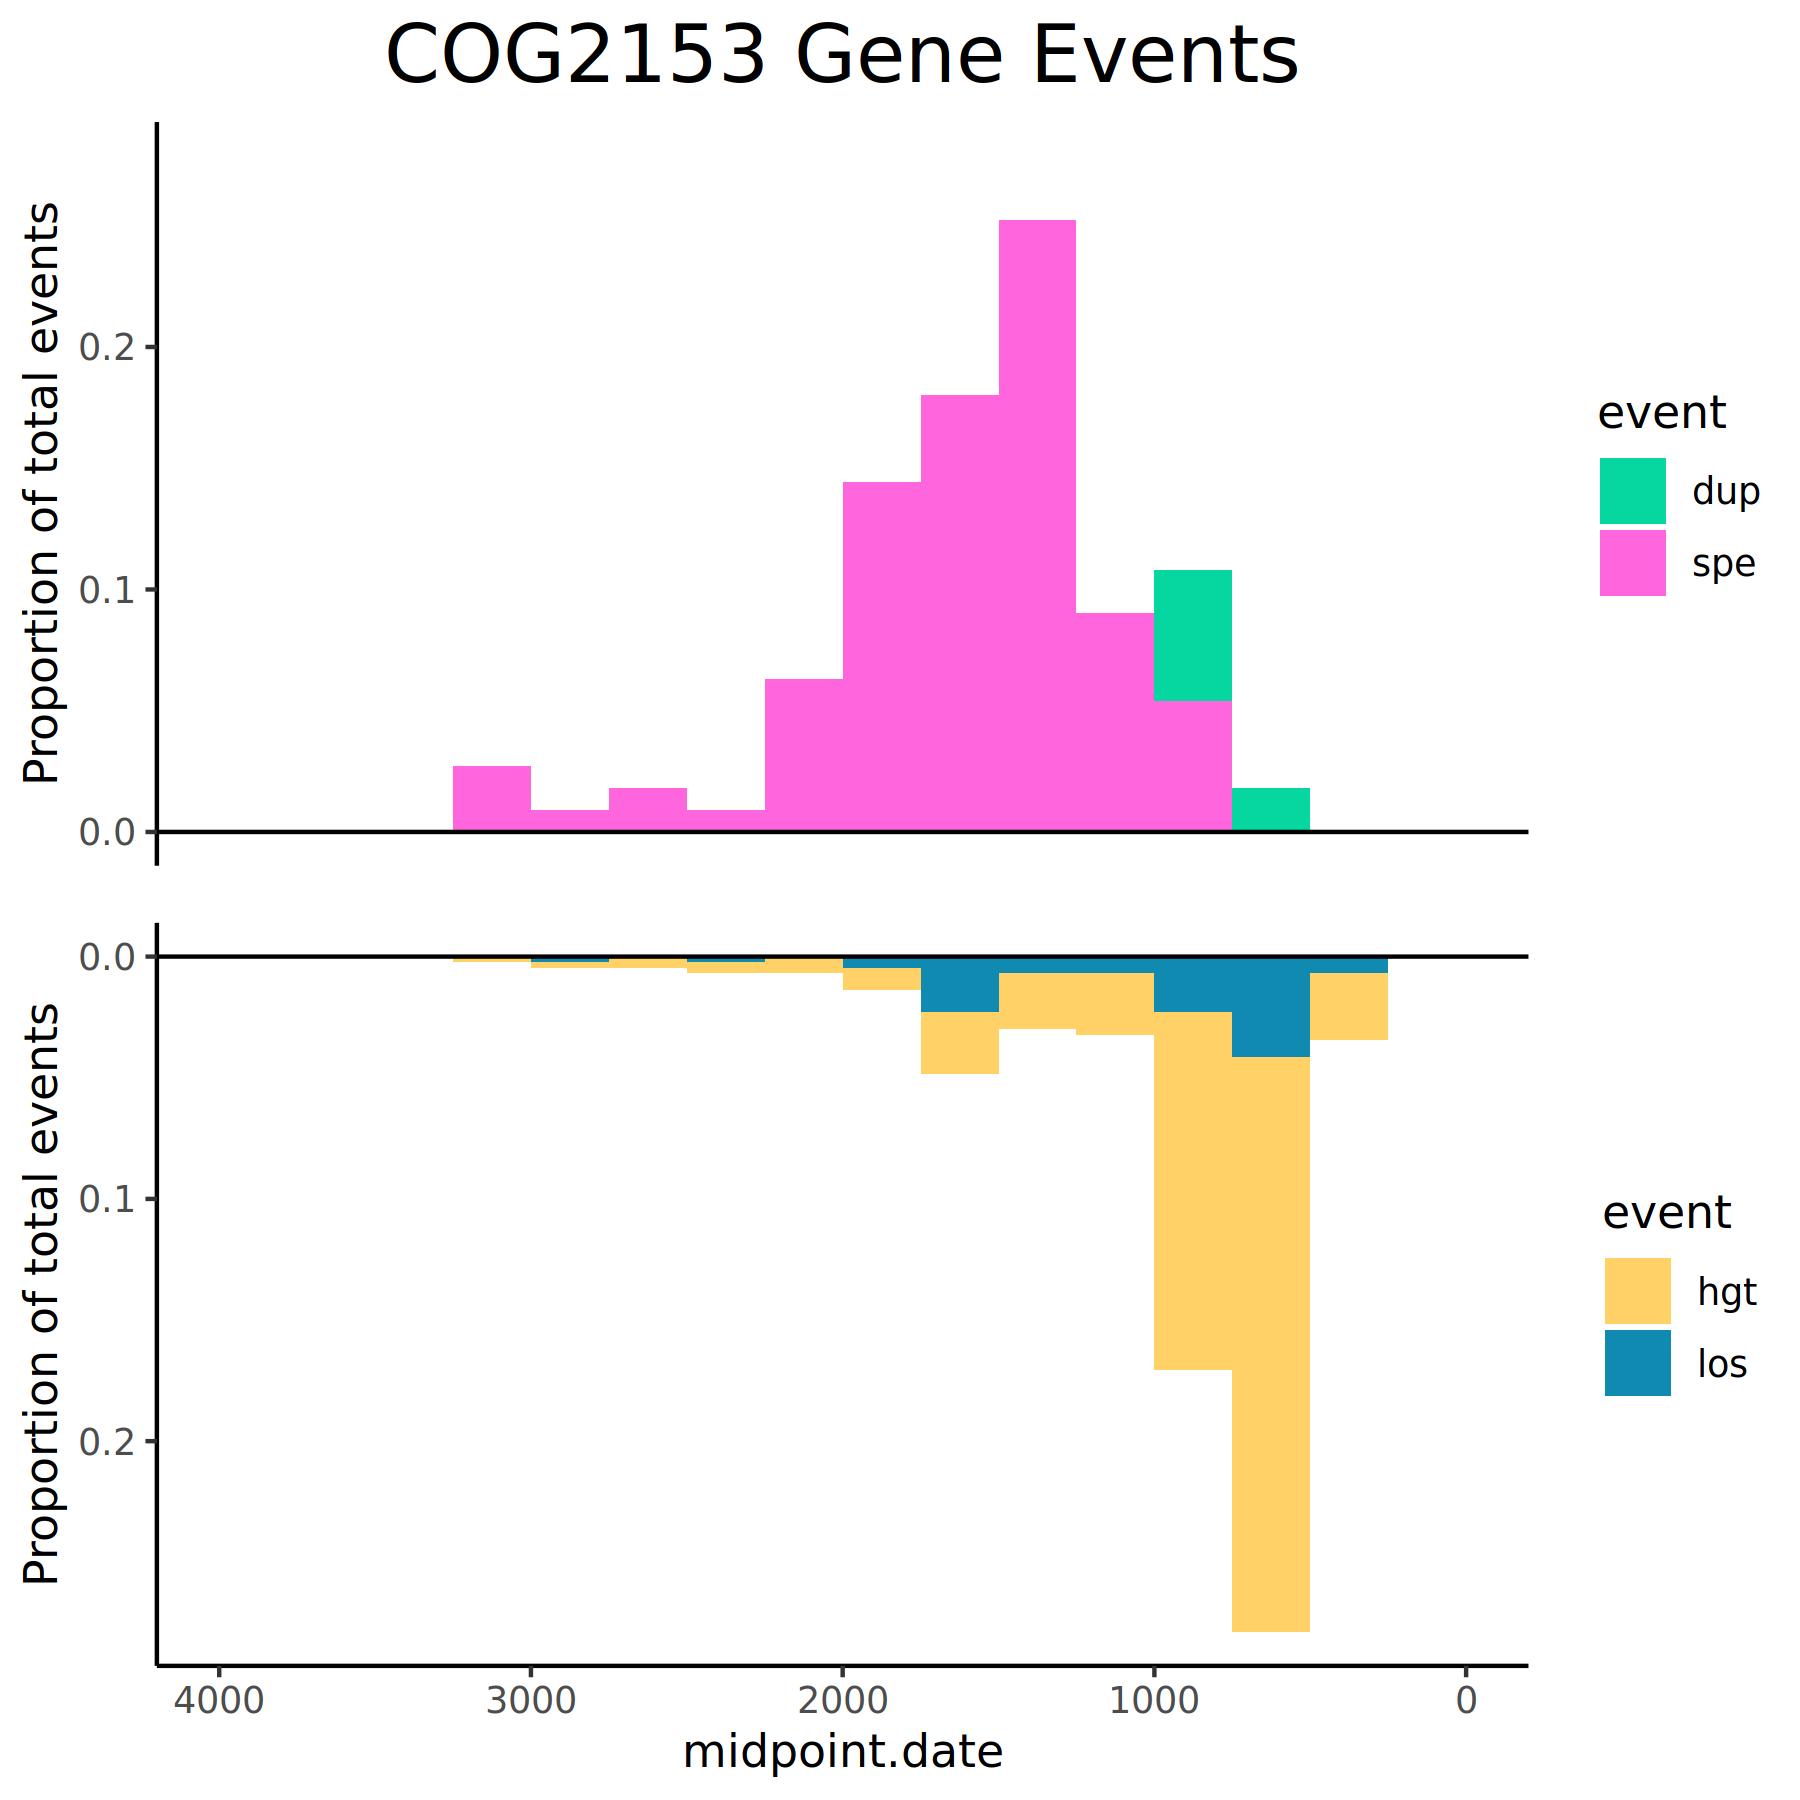 COG2153 Gene Events
Proportion of total events
0.2
0.1
0.0
event
dup
spe
Proportion of total events
0.0
0.1
0.2
event
hgt
los
4000 3000 2000 1000 0
midpoint.date